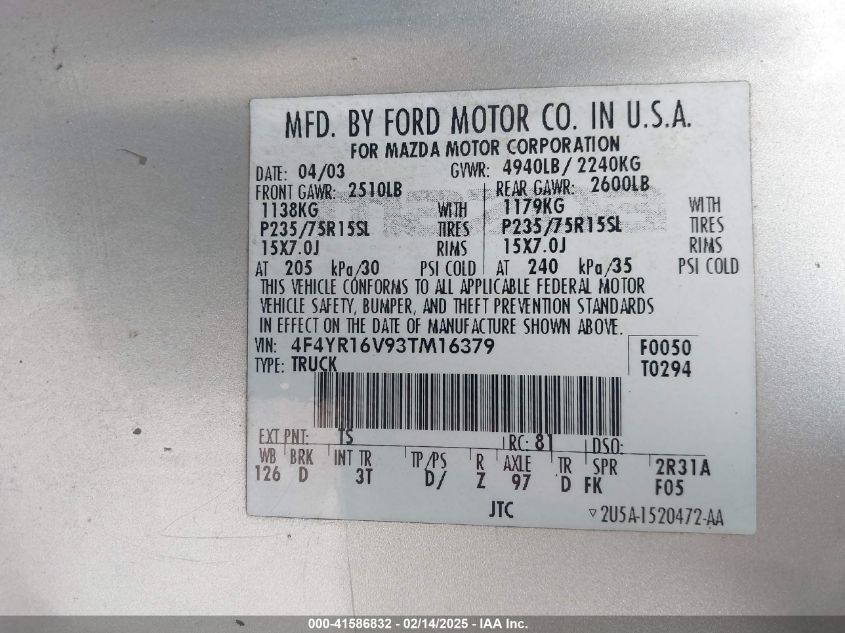 MFD. BY FORD MOTOR CO. IN U.S.A.
FOR MAZDA MOTOR CORPORATION
DATE: 04/03 GVWR: 4940LB/ 2240KG
FRONT GAWR: 2510LB REAR GAWR: 2600LB
1138KG WITH 1179KG WITH
P235/75R15SL TIRES P235/75R15SL TIRES
15X7.0J RIMS 15X7.0J RIMS
AT 205 kPa/30 PSI COLD AT 240 kPa/35 PSI COLD
THIS VEHICLE CONFORMS TO ALL APPLICABLE FEDERAL MOTOR
VEHICLE SAFETY, BUMPER, AND THEFT PREVENTION STANDARDS
IN EFFECT ON THE DATE OF MANUFACTURE SHOWN ABOVE.
VIN: 4F4YR16V93TM16379 F0050
TYPE: TRUCK T0294
EXT PNT: TS RC: 81 DSO:
WB BRK INT TR TP/PS R AXLE TR SPR 2R31A
126 D 3T D/ Z 97 D FK F05
JTC ▽2U5A-1520472-AA
000-41586832 - 02/14/2025 - IAA Inc.